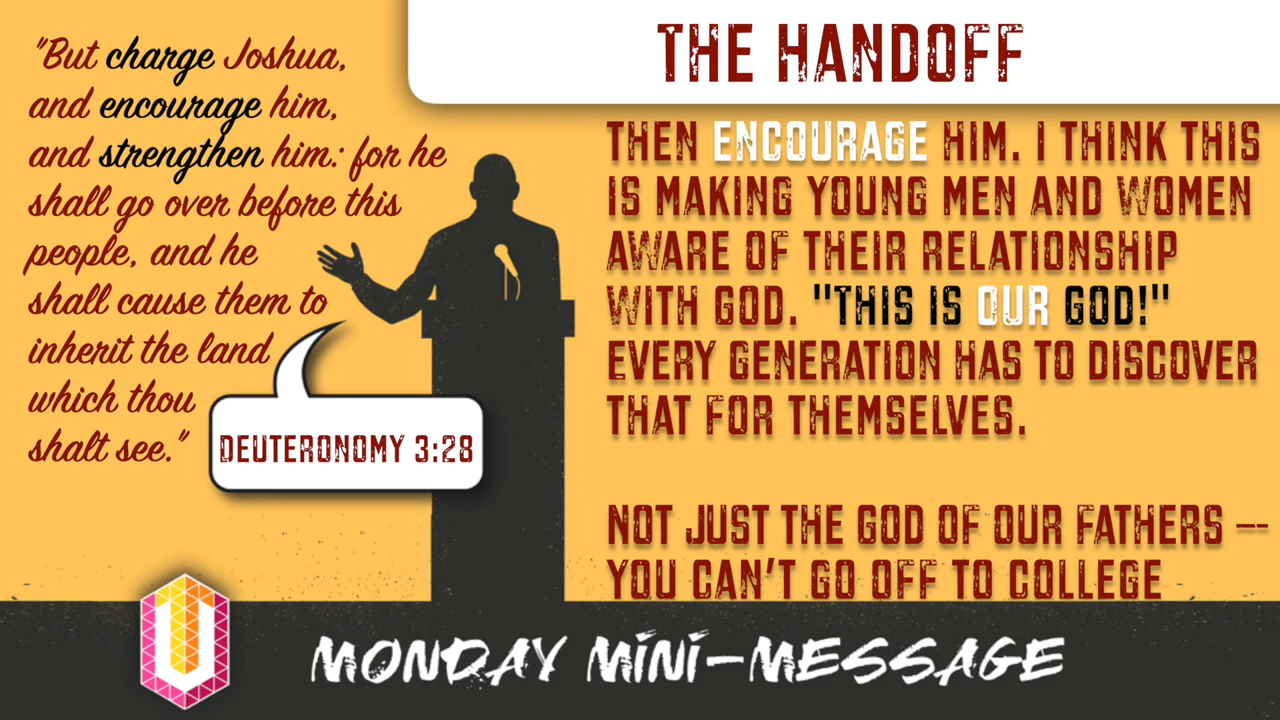 "But charge Joshua,
and encourage him,
and strengthen him: for he
shall go over before this
people, and he
shall cause them to
inherit the land
which thou
shalt see."
DEUTERONOMY 3:28
THE HANDOFF
THEN ENCOURAGE HIM. I THINK THIS
IS MAKING YOUNG MEN AND WOMEN
AWARE OF THEIR RELATIONSHIP
WITH GOD. "THIS IS OUR GOD!"
EVERY GENERATION HAS TO DISCOVER
THAT FOR THEMSELVES.
NOT JUST THE GOD OF OUR FATHERS --
YOU CAN'T GO OFF TO COLLEGE
U
MONDAY MINI-MESSAGE